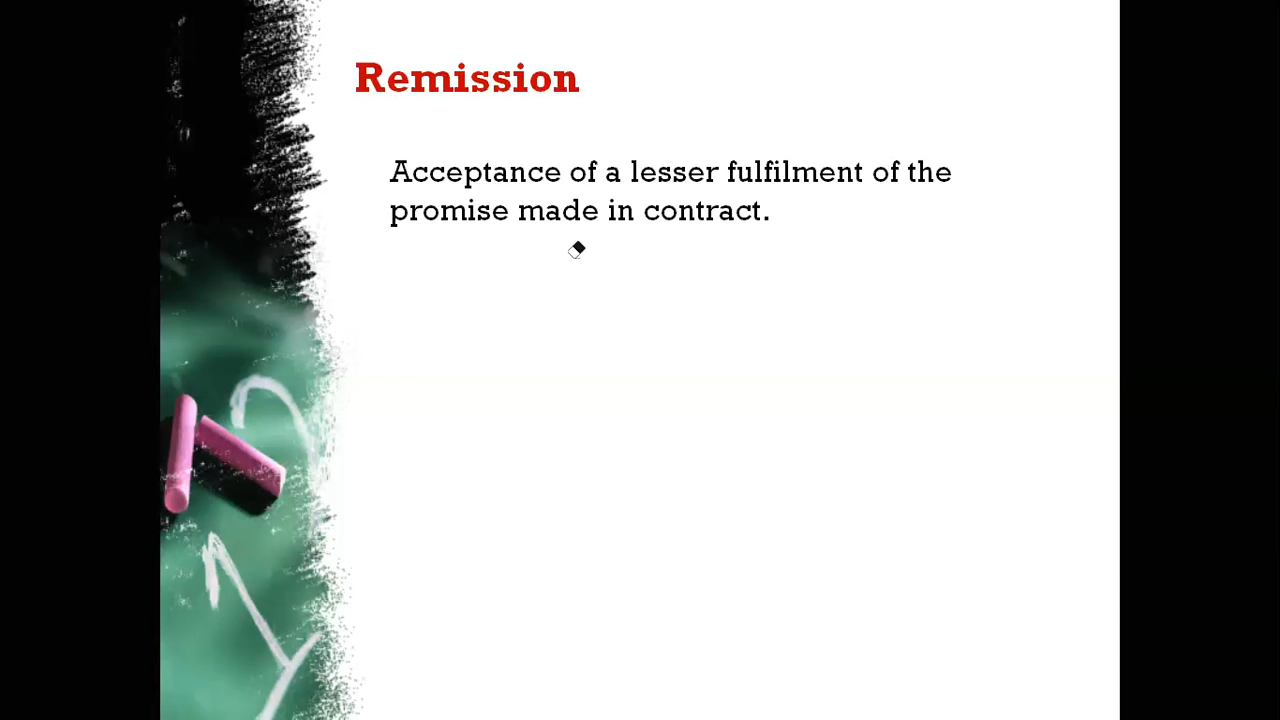 Remission
Acceptance of a lesser fulfilment of the
promise made in contract.